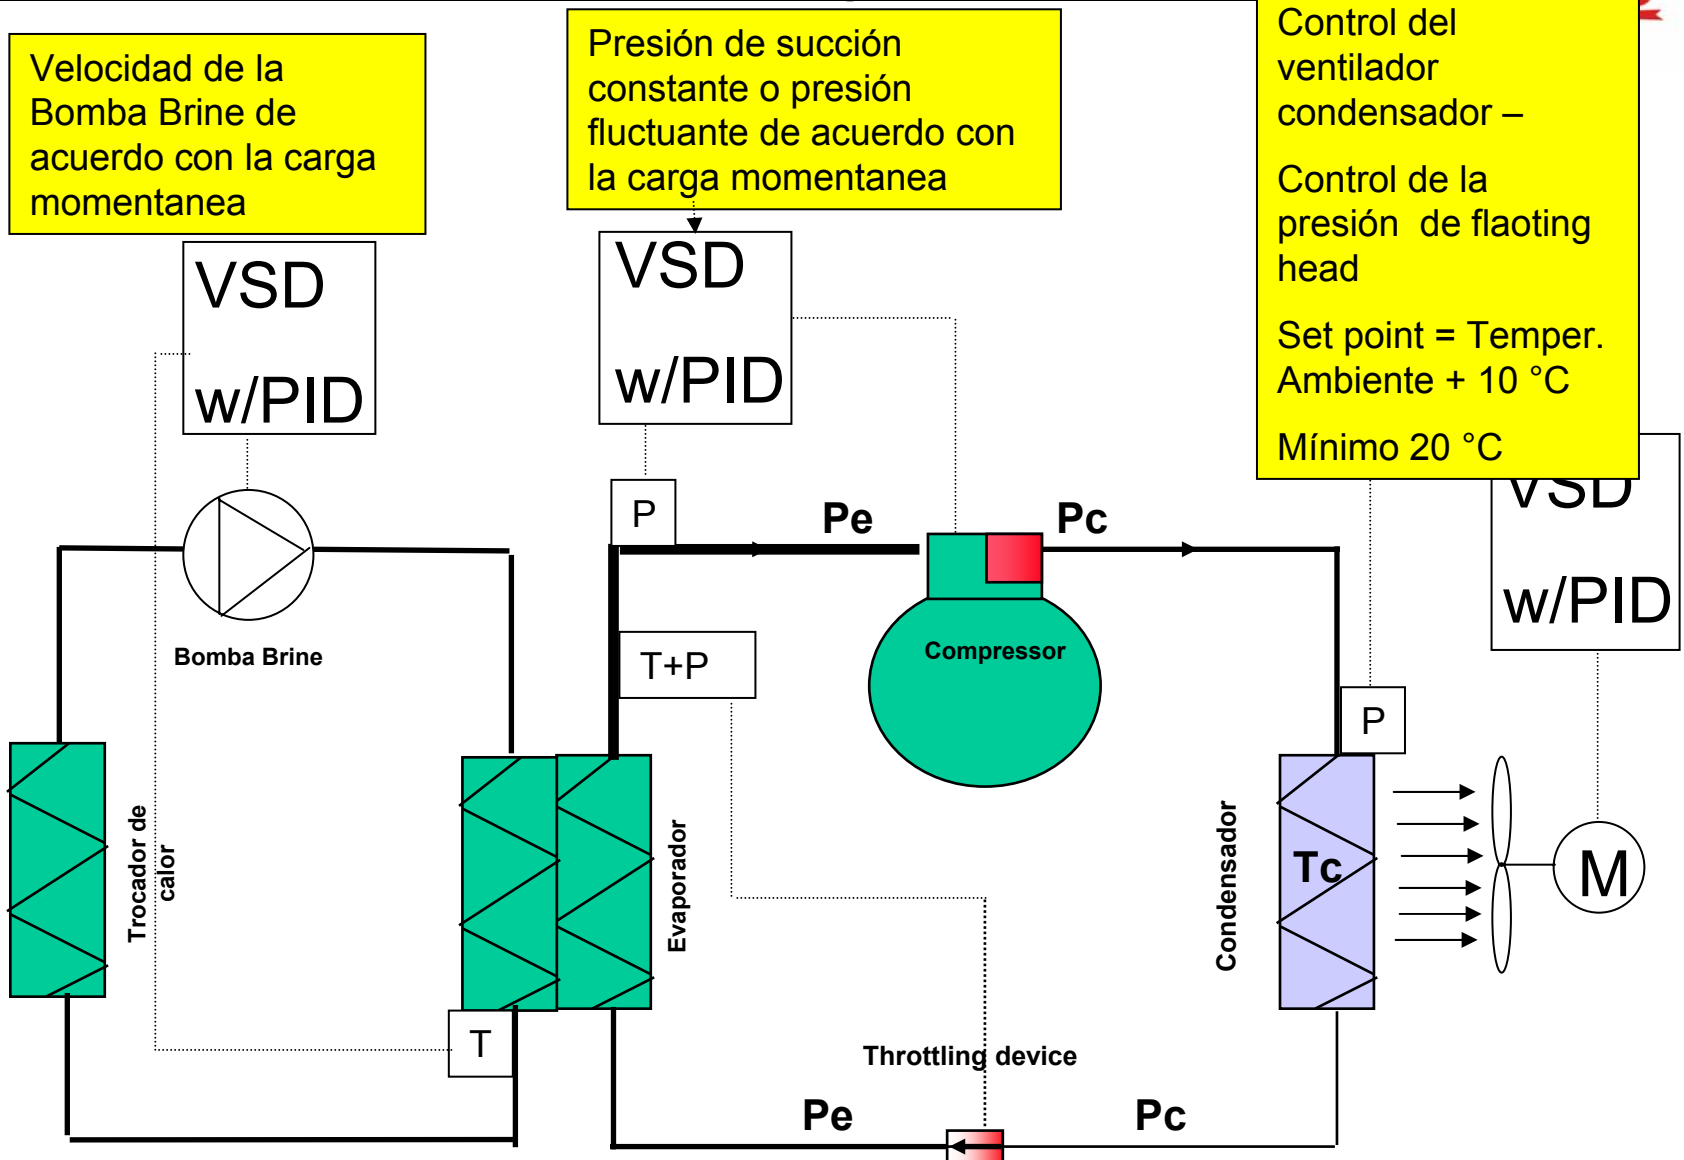 Velocidad de la
Bomba Brine de
acuerdo con la carga
momentanea
Presión de succión
constante o presión
fluctuante de acuerdo con
la carga momentanea
Control del
ventilador
condensador –
Control de la
presión de flaoting
head
Set point = Temper.
Ambiente + 10 °C
Mínimo 20 °C
VSD
w/PID
VSD
w/PID
VSD
w/PID
P
Pe
Pc
Bomba Brine
T+P
Compressor
P
Trocador de
calor
Evaporador
Condensador
Tc
M
T
Throttling device
Pe
Pc